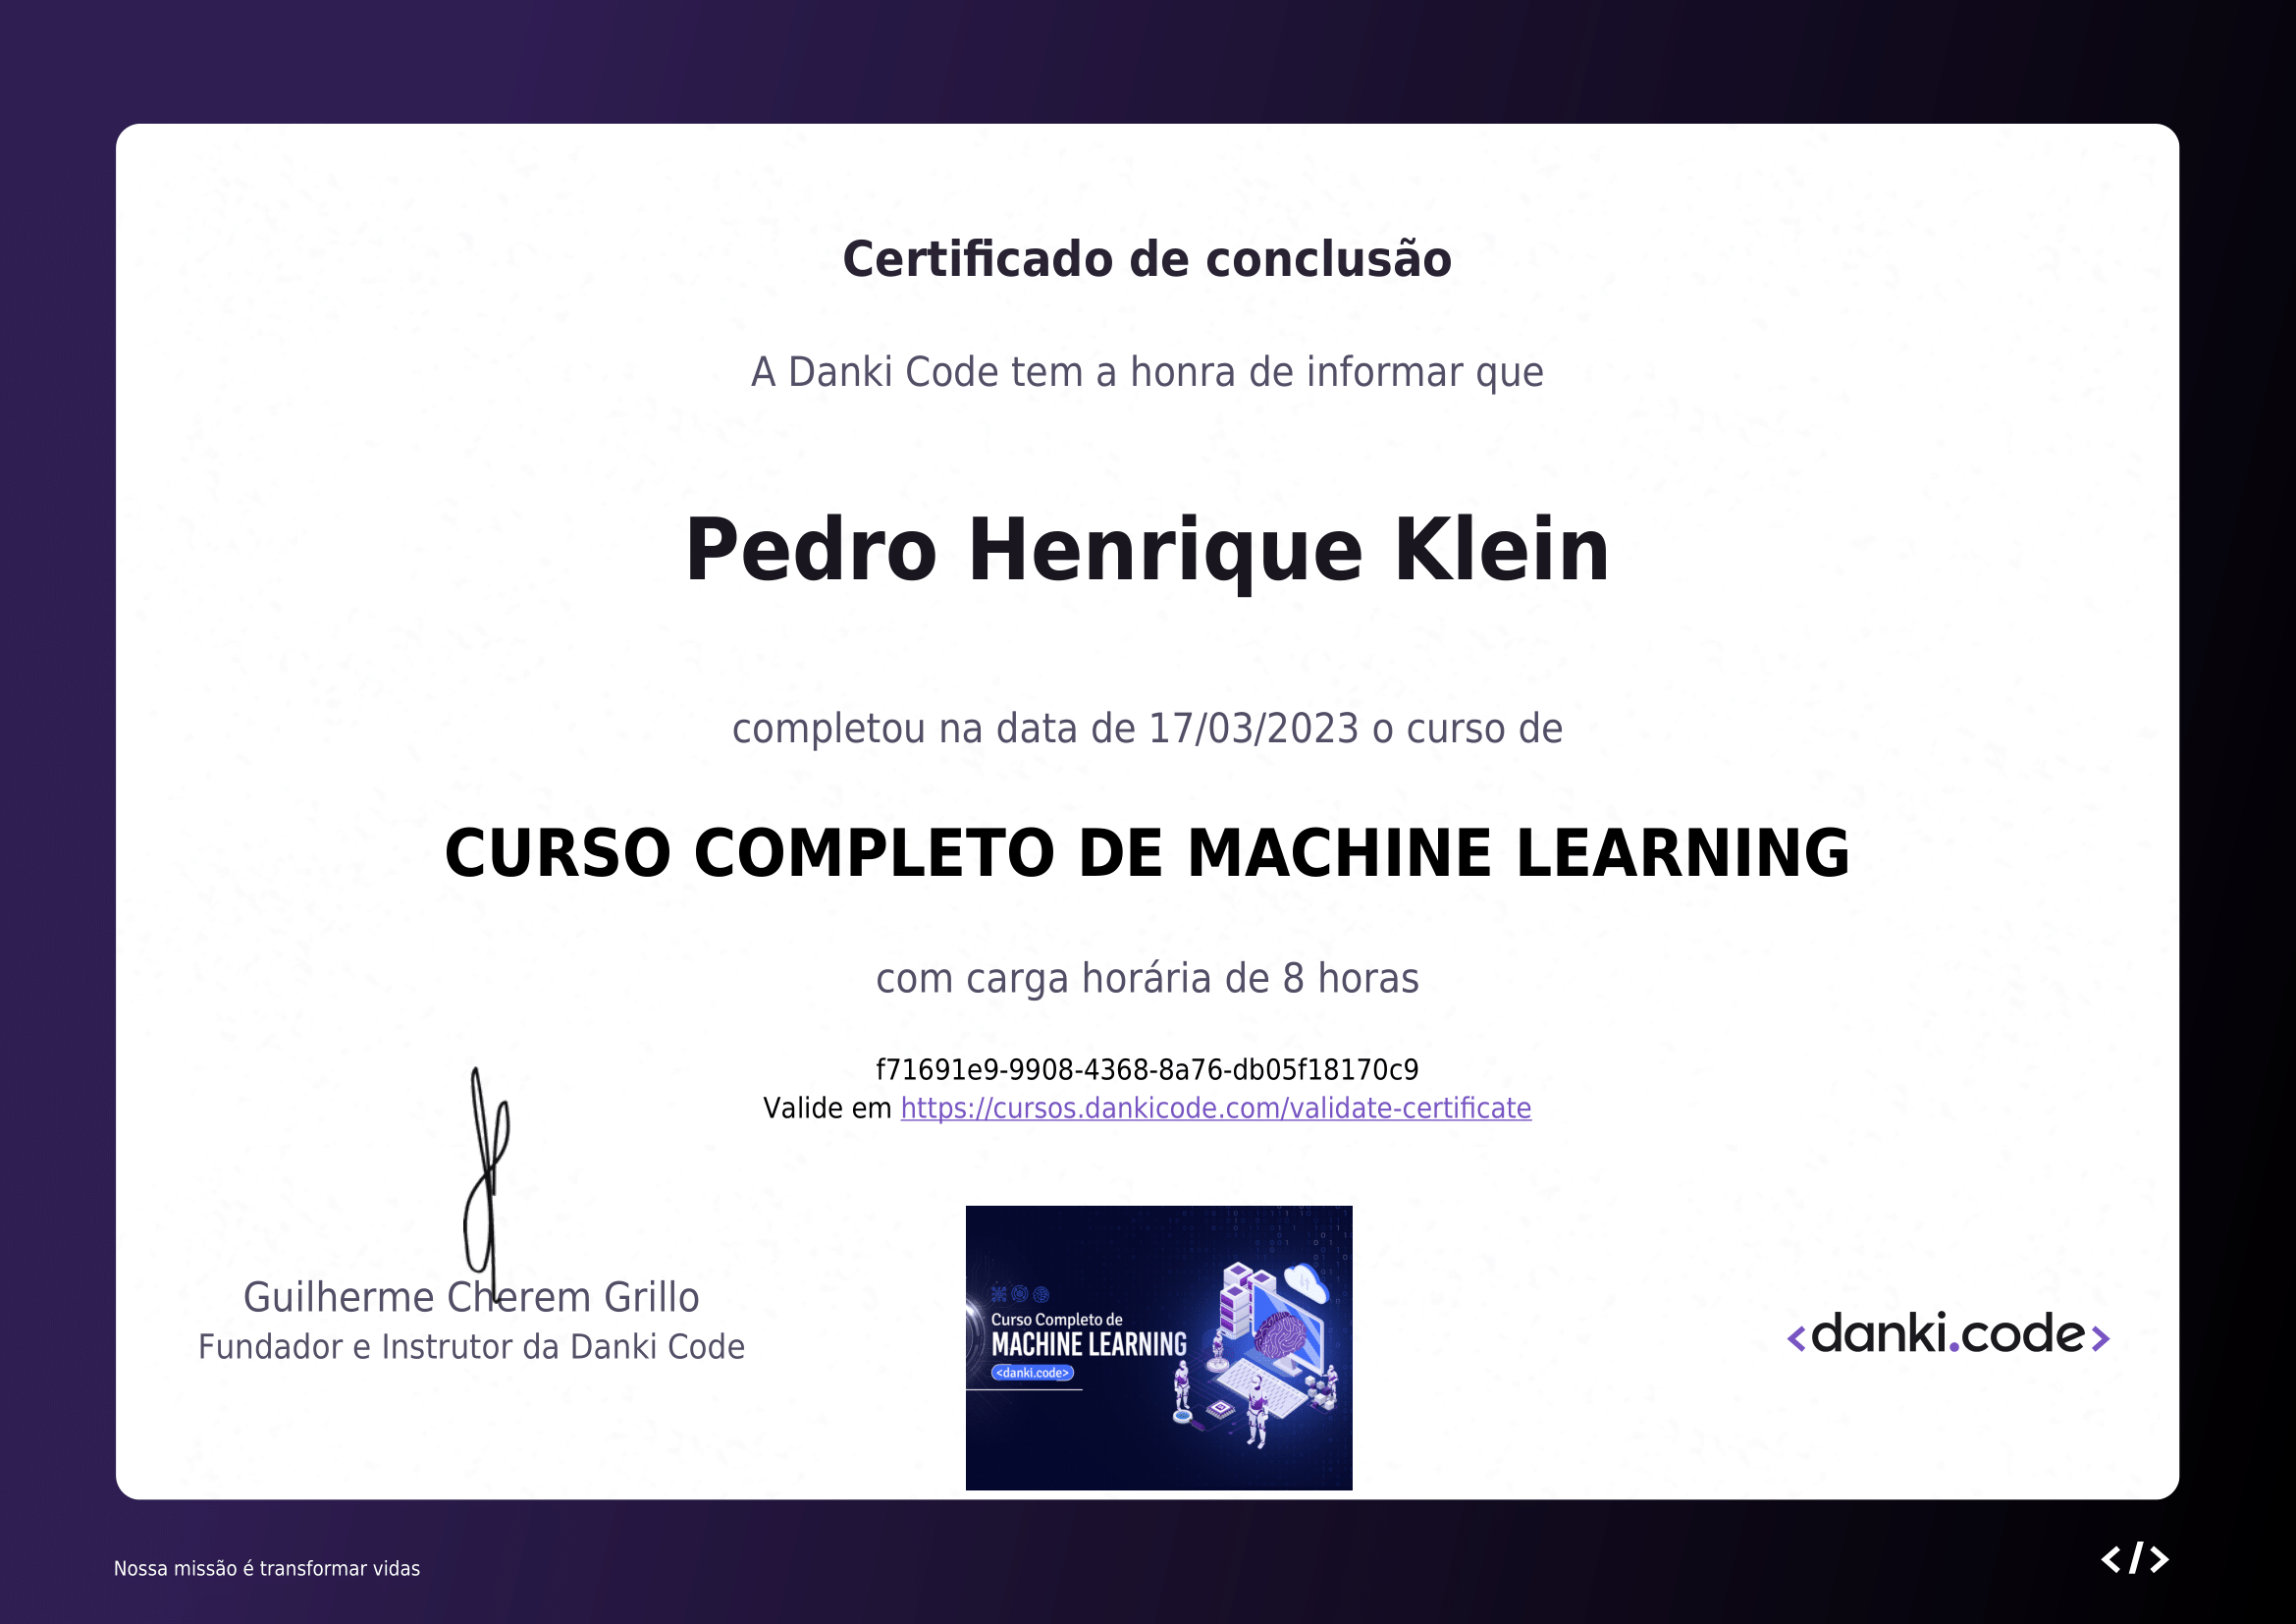 Certificado de conclusão
A Danki Code tem a honra de informar que
Pedro Henrique Klein
completou na data de 17/03/2023 o curso de
CURSO COMPLETO DE MACHINE LEARNING
com carga horária de 8 horas
f71691e9-9908-4368-8a76-db05f18170c9
Valide em https://cursos.dankicode.com/validate-certificate
Guilherme Cherem Grillo
Fundador e Instrutor da Danki Code
Curso Completo de
MACHINE LEARNING
<danki.code>
<danki.code>
Nossa missão é transformar vidas
</>